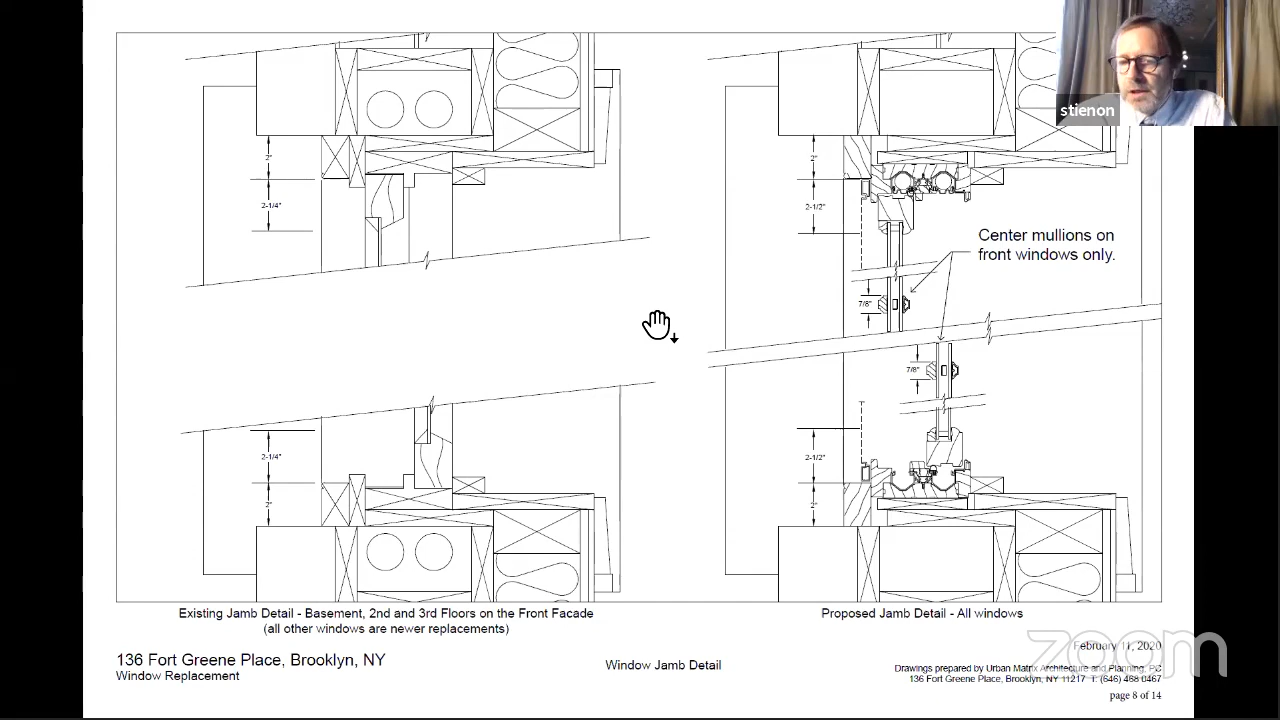 stienon
2"
2-1/4"
2"
2-1/2"
Center mullions on
front windows only.
7/8"
7/8"
2-1/4"
2"
2-1/2"
2"
Existing Jamb Detail - Basement, 2nd and 3rd Floors on the Front Facade
(all other windows are newer replacements)
Proposed Jamb Detail - All windows
136 Fort Greene Place, Brooklyn, NY
Window Replacement
Window Jamb Detail
February 11, 2020
Drawings prepared by Urban Matrix Architecture and Planning, PC
136 Fort Greene Place, Brooklyn, NY 11217 T: (646) 468 0467
page 8 of 14
zoom